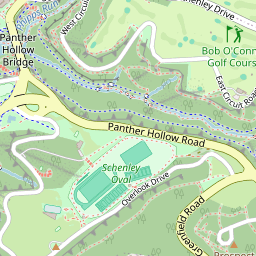 West Circuit
Schenley Drive
Panther
Hollow
Bridge
Bob O'Conn
Golf Cours
East Circuit Road
Panther Hollow Road
Schenley
Oval
Overlook Drive
Greenfield Road
Prospect